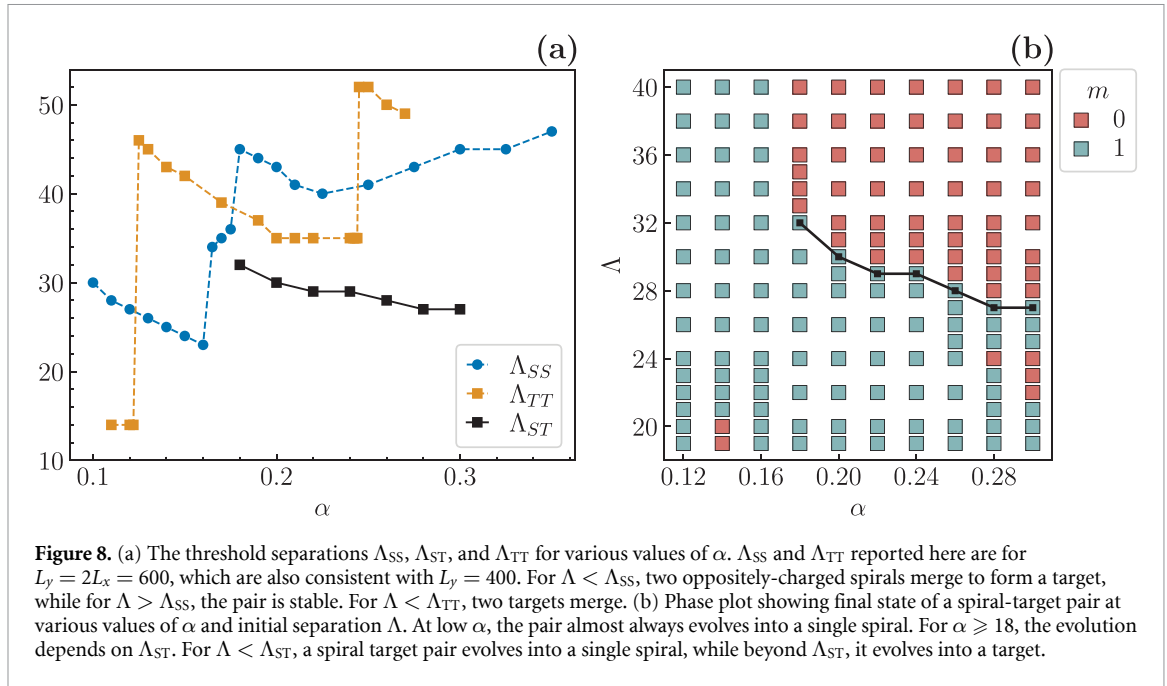 (a)
50
40
30
20
10
0.1 0.2 0.3
α
Λ_SS
Λ_TT
Λ_ST
(b)
40
36
32
28
24
20
Λ
0.12 0.16 0.20 0.24 0.28
α
m
0
1
Figure 8. (a) The threshold separations Λ_SS, Λ_ST, and Λ_TT for various values of α. Λ_SS and Λ_TT reported here are for
L_y = 2L_x = 600, which are also consistent with L_y = 400. For Λ < Λ_SS, two oppositely-charged spirals merge to form a target,
while for Λ > Λ_SS, the pair is stable. For Λ < Λ_TT, two targets merge. (b) Phase plot showing final state of a spiral-target pair at
various values of α and initial separation Λ. At low α, the pair almost always evolves into a single spiral. For α ⩾ 18, the evolution
depends on Λ_ST. For Λ < Λ_ST, a spiral target pair evolves into a single spiral, while beyond Λ_ST, it evolves into a target.